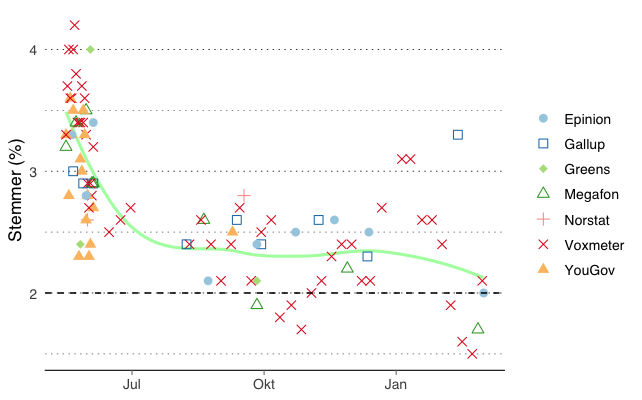 Stemmer (%)
4
3
2
Jul
Okt
Jan
Epinion
Gallup
Greens
Megafon
Norstat
Voxmeter
YouGov